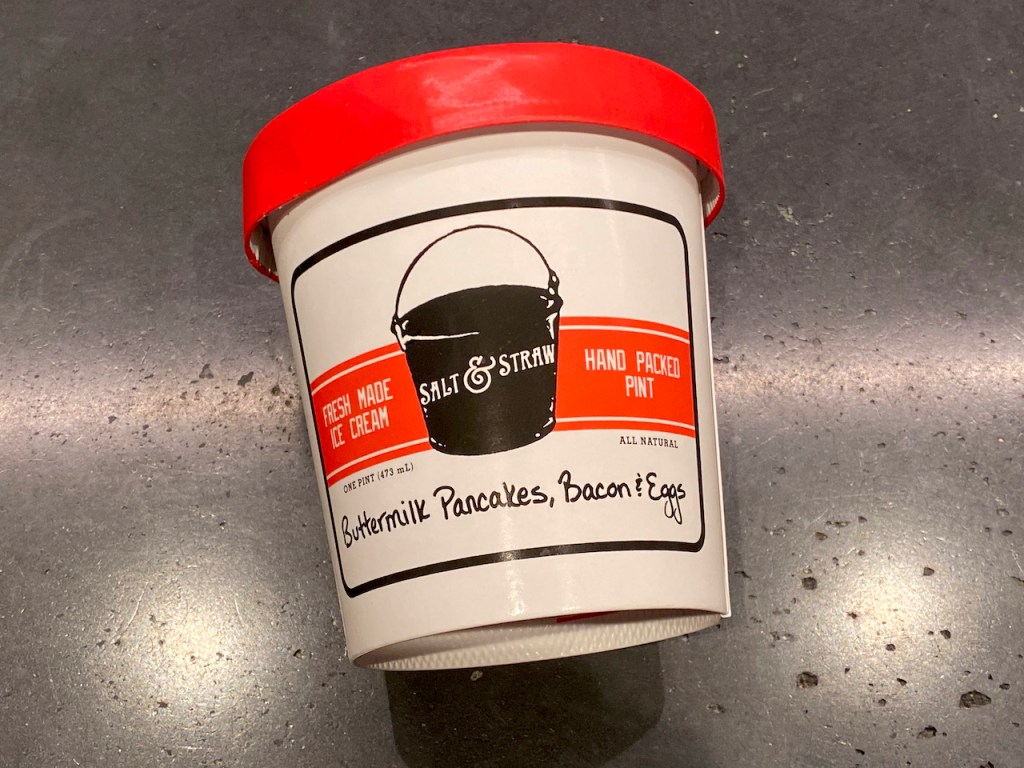 SALT & STRAW
FRESH MADE
ICE CREAM
HAND PACKED
PINT
ONE PINT (473 mL)
ALL NATURAL
Buttermilk Pancakes, Bacon & Eggs